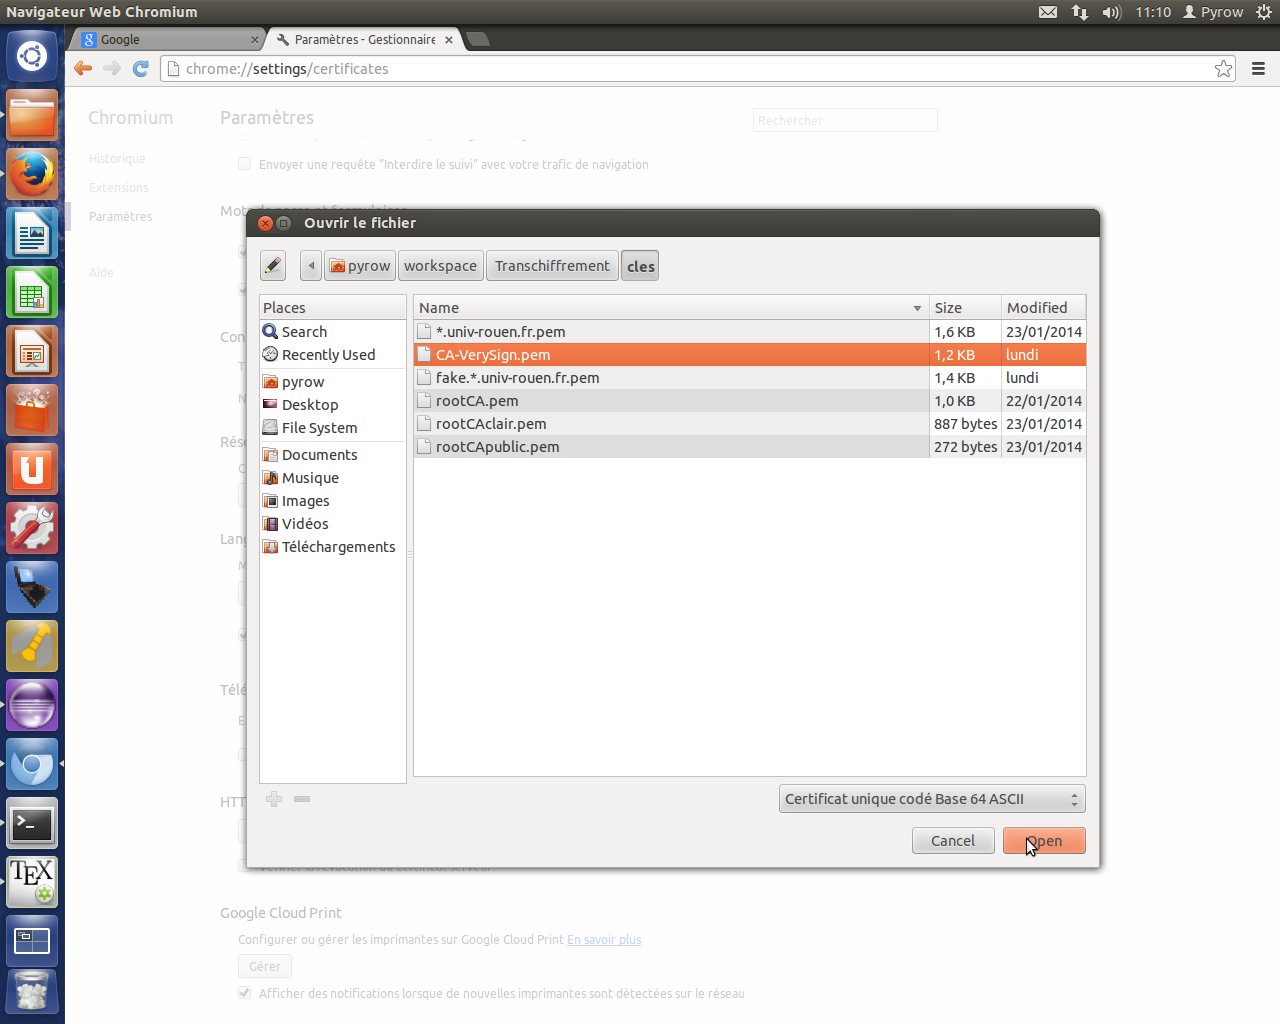 Navigateur Web Chromium
11:10 Pyrow
Google
Paramètres - Gestionnaire
chrome://settings/certificates
Chromium
Paramètres
Rechercher
Historique
Envoyer une requête "Interdire le suivi" avec votre trafic de navigation
Extensions
Paramètres
Aide
Ouvrir le fichier
pyrow workspace Transchiffrement cles
Places
Search
Recently Used
pyrow
Desktop
File System
Documents
Musique
Images
Vidéos
Téléchargements
Name Size Modified
*.univ-rouen.fr.pem 1,6 KB 23/01/2014
CA-VerySign.pem 1,2 KB lundi
fake.*.univ-rouen.fr.pem 1,4 KB lundi
rootCA.pem 1,0 KB 22/01/2014
rootCAclair.pem 887 bytes 23/01/2014
rootCApublic.pem 272 bytes 23/01/2014
Certificat unique codé Base 64 ASCII
Cancel Open
Google Cloud Print
Configurer ou gérer les imprimantes sur Google Cloud Print En savoir plus
Gérer
Afficher des notifications lorsque de nouvelles imprimantes sont détectées sur le réseau